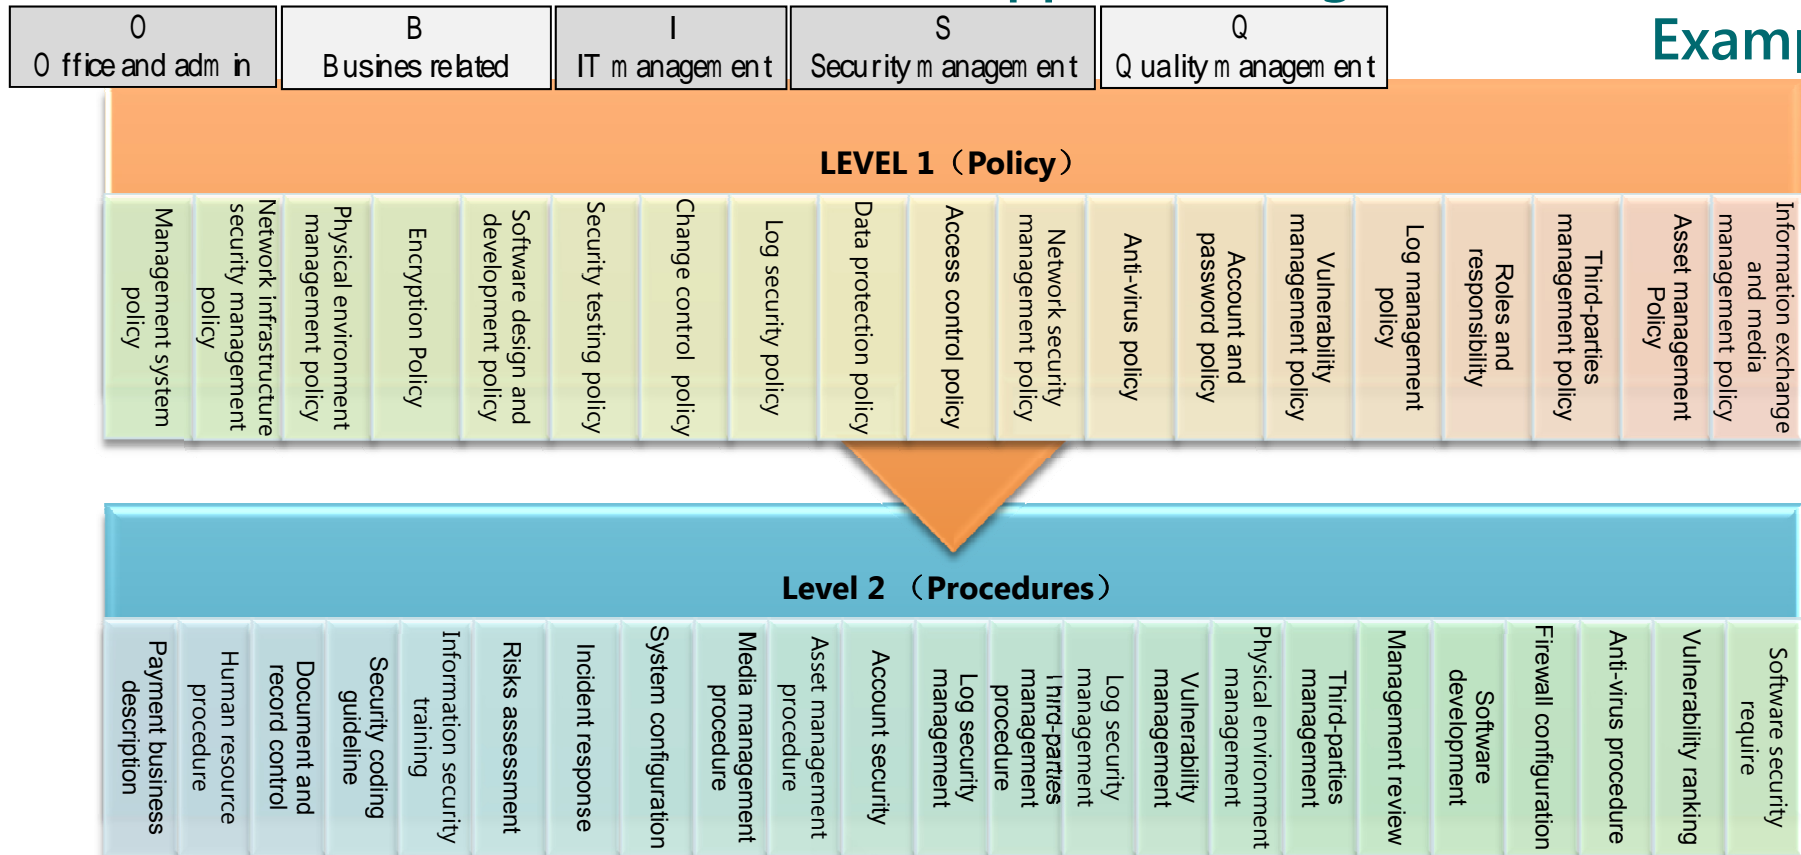 Examp
O
Office and admin
B
Busines related
I
IT management
S
Security management
Q
Quality management
LEVEL 1（Policy）
Management system
policy
Network infrastructure
security management
policy
Physical environment
management policy
Encryption Policy
Software design and
development policy
Security testing policy
Change control policy
Log security policy
Data protection policy
Access control policy
Network security
management policy
Anti-virus policy
Account and
password policy
Vulnerability
management policy
Log management
policy
Roles and
responsibility
Third-parties
management policy
Asset management
Policy
Information exchange
and media
management policy
Level 2 （Procedures）
Payment business
description
Human resource
procedure
Document and
record control
Security coding
guideline
Information security
training
Risks assessment
Incident response
System configuration
Media management
procedure
Asset management
procedure
Account security
Log security
management
Third-parties
management
procedure
Log security
management
Vulnerability
management
Physical environment
management
Third-parties
management
Management review
Software
development
Firewall configuration
Anti-virus procedure
Vulnerability ranking
Software security
require